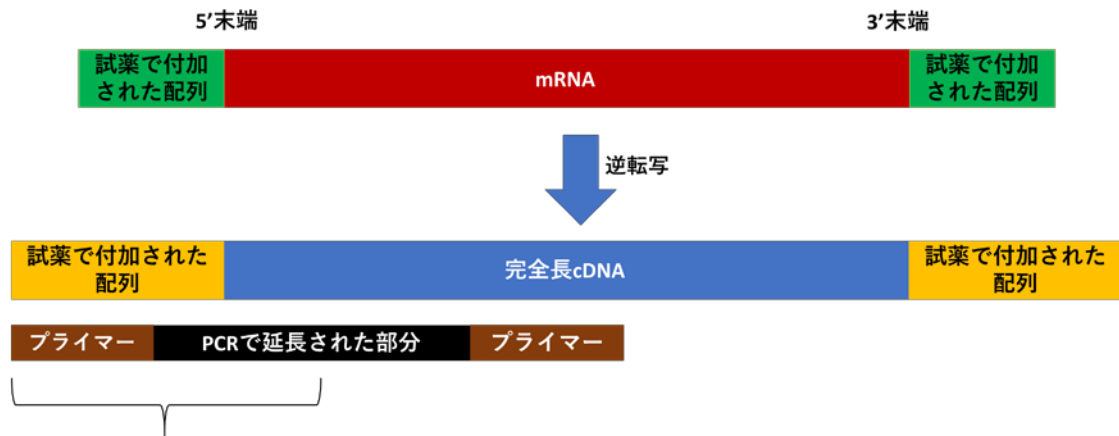 5’末端
3’末端
試薬で付加
された配列
mRNA
試薬で付加
された配列
逆転写
試薬で付加された
配列
完全長cDNA
試薬で付加された
配列
プライマー
PCRで延長された部分
プライマー